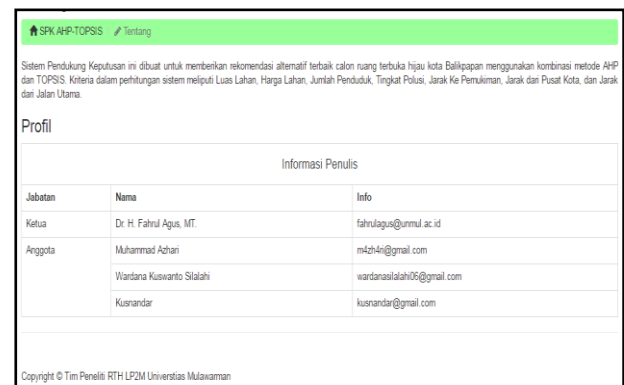 SPK AHP-TOPSIS Tentang
Sistem Pendukung Keputusan ini dibuat untuk memberikan rekomendasi alternatif terbaik calon ruang terbuka hijau kota Balikpapan menggunakan kombinasi metode AHP
dan TOPSIS. Kriteria dalam perhitungan sistem meliputi Luas Lahan, Harga Lahan, Jumlah Penduduk, Tingkat Polusi, Jarak Ke Pemukiman, Jarak dari Pusat Kota, dan Jarak
dari Jalan Utama.
Profil
Informasi Penulis
Jabatan Nama Info
Ketua Dr. H. Fahrul Agus, MT. fahrulagus@unmul.ac.id
Anggota Muhammad Azhari m4zh4ri@gmail.com
Wardana Kuswanto Silalahi wardanasilalahi06@gmail.com
Kusnandar kusnandar@gmail.com
Copyright © Tim Peneliti RTH LP2M Universtias Mulawarman